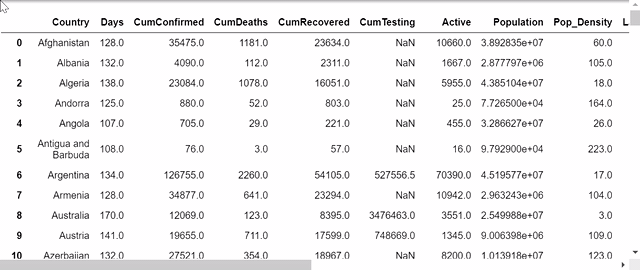 Country Days CumConfirmed CumDeaths CumRecovered CumTesting Active Population Pop_Density L
0 Afghanistan 128.0 35475.0 1181.0 23634.0 NaN 10660.0 3.892835e+07 60.0
1 Albania 132.0 4090.0 112.0 2311.0 NaN 1667.0 2.877797e+06 105.0
2 Algeria 138.0 23084.0 1078.0 16051.0 NaN 5955.0 4.385104e+07 18.0
3 Andorra 125.0 880.0 52.0 803.0 NaN 25.0 7.726500e+04 164.0
4 Angola 107.0 705.0 29.0 221.0 NaN 455.0 3.286627e+07 26.0
5 Antigua and Barbuda 108.0 76.0 3.0 57.0 NaN 16.0 9.792900e+04 223.0
6 Argentina 134.0 126755.0 2260.0 54105.0 527556.5 70390.0 4.519577e+07 17.0
7 Armenia 128.0 34877.0 641.0 23294.0 NaN 10942.0 2.963243e+06 104.0
8 Australia 170.0 12069.0 123.0 8395.0 3476463.0 3551.0 2.549988e+07 3.0
9 Austria 141.0 19655.0 711.0 17599.0 748669.0 1345.0 9.006398e+06 109.0
10 Azerbaijan 132.0 27521.0 354.0 18967.0 NaN 8200.0 1.013918e+07 123.0